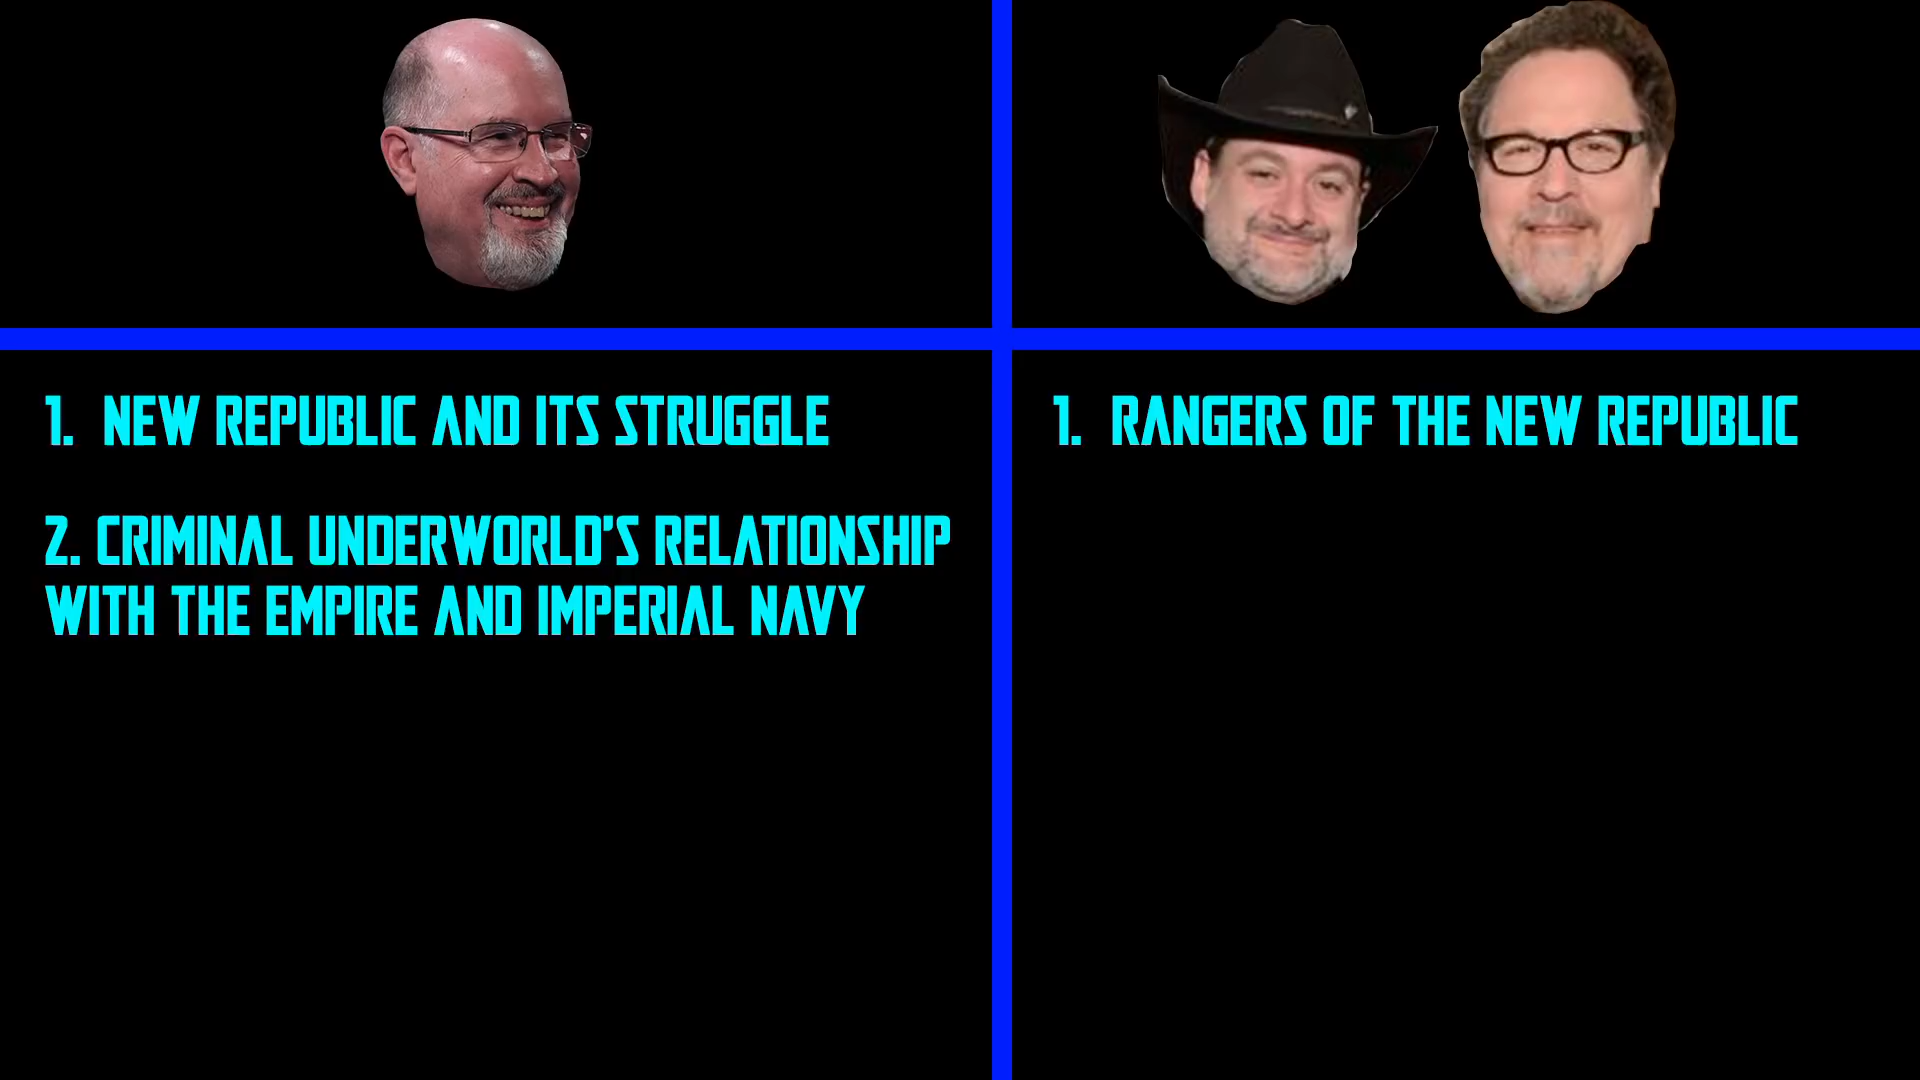 1. NEW REPUBLIC AND ITS STRUGGLE
2. CRIMINAL UNDERWORLD'S RELATIONSHIP
WITH THE EMPIRE AND IMPERIAL NAVY
1. RANGERS OF THE NEW REPUBLIC